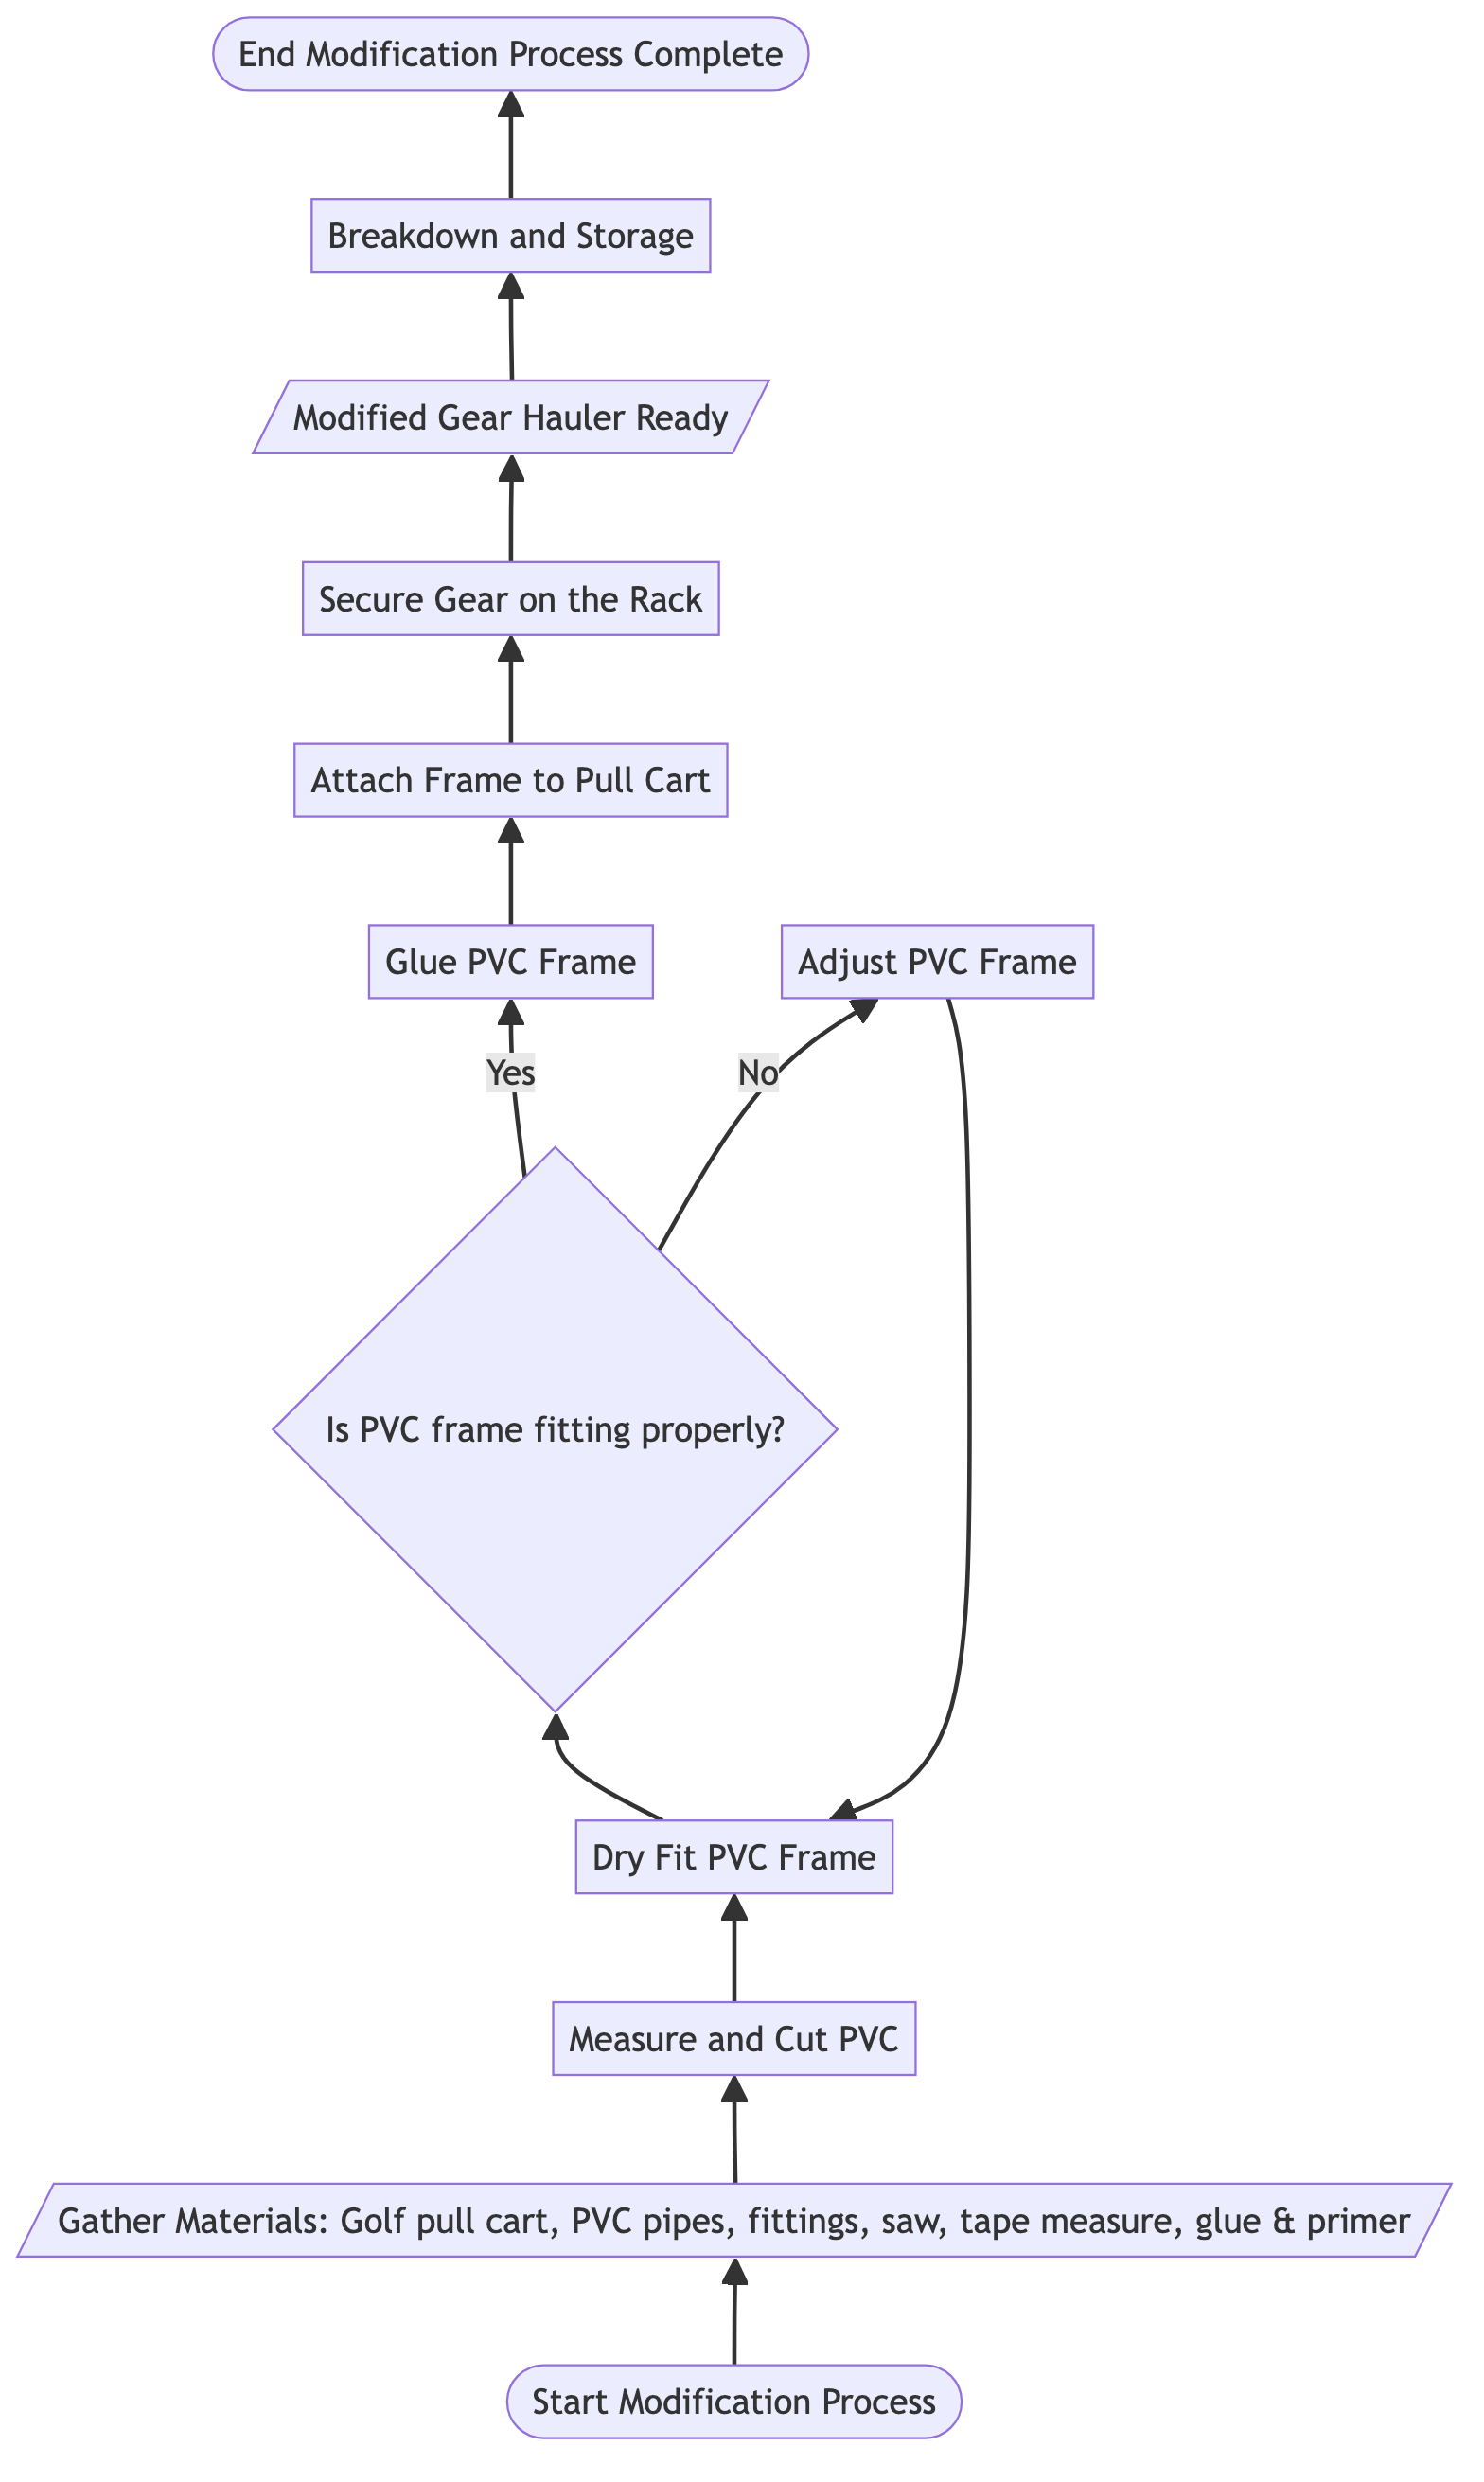 End Modification Process Complete
Breakdown and Storage
Modified Gear Hauler Ready
Secure Gear on the Rack
Attach Frame to Pull Cart
Glue PVC Frame
Adjust PVC Frame
Yes
No
Is PVC frame fitting properly?
Dry Fit PVC Frame
Measure and Cut PVC
Gather Materials: Golf pull cart, PVC pipes, fittings, saw, tape measure, glue & primer
Start Modification Process